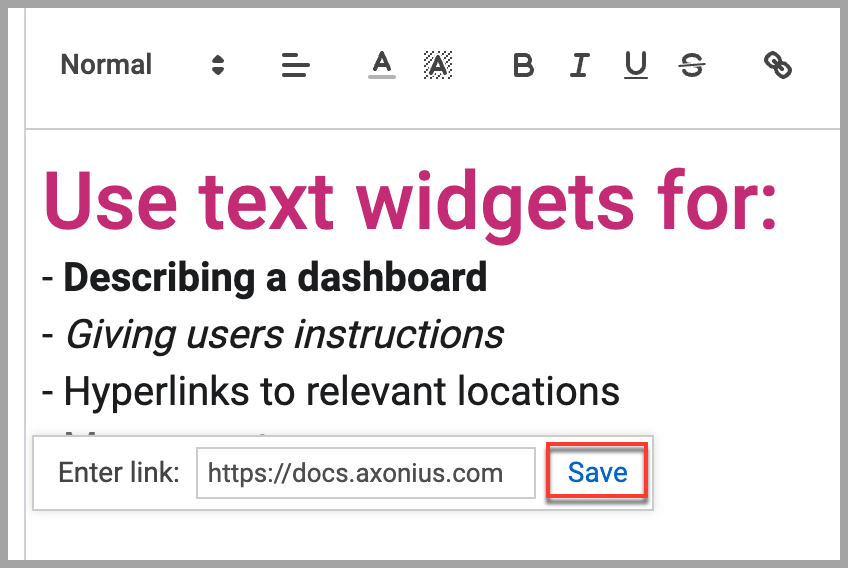 Normal
A A B I U S
Use text widgets for:
- Describing a dashboard
- Giving users instructions
- Hyperlinks to relevant locations
Enter link: https://docs.axonius.com Save